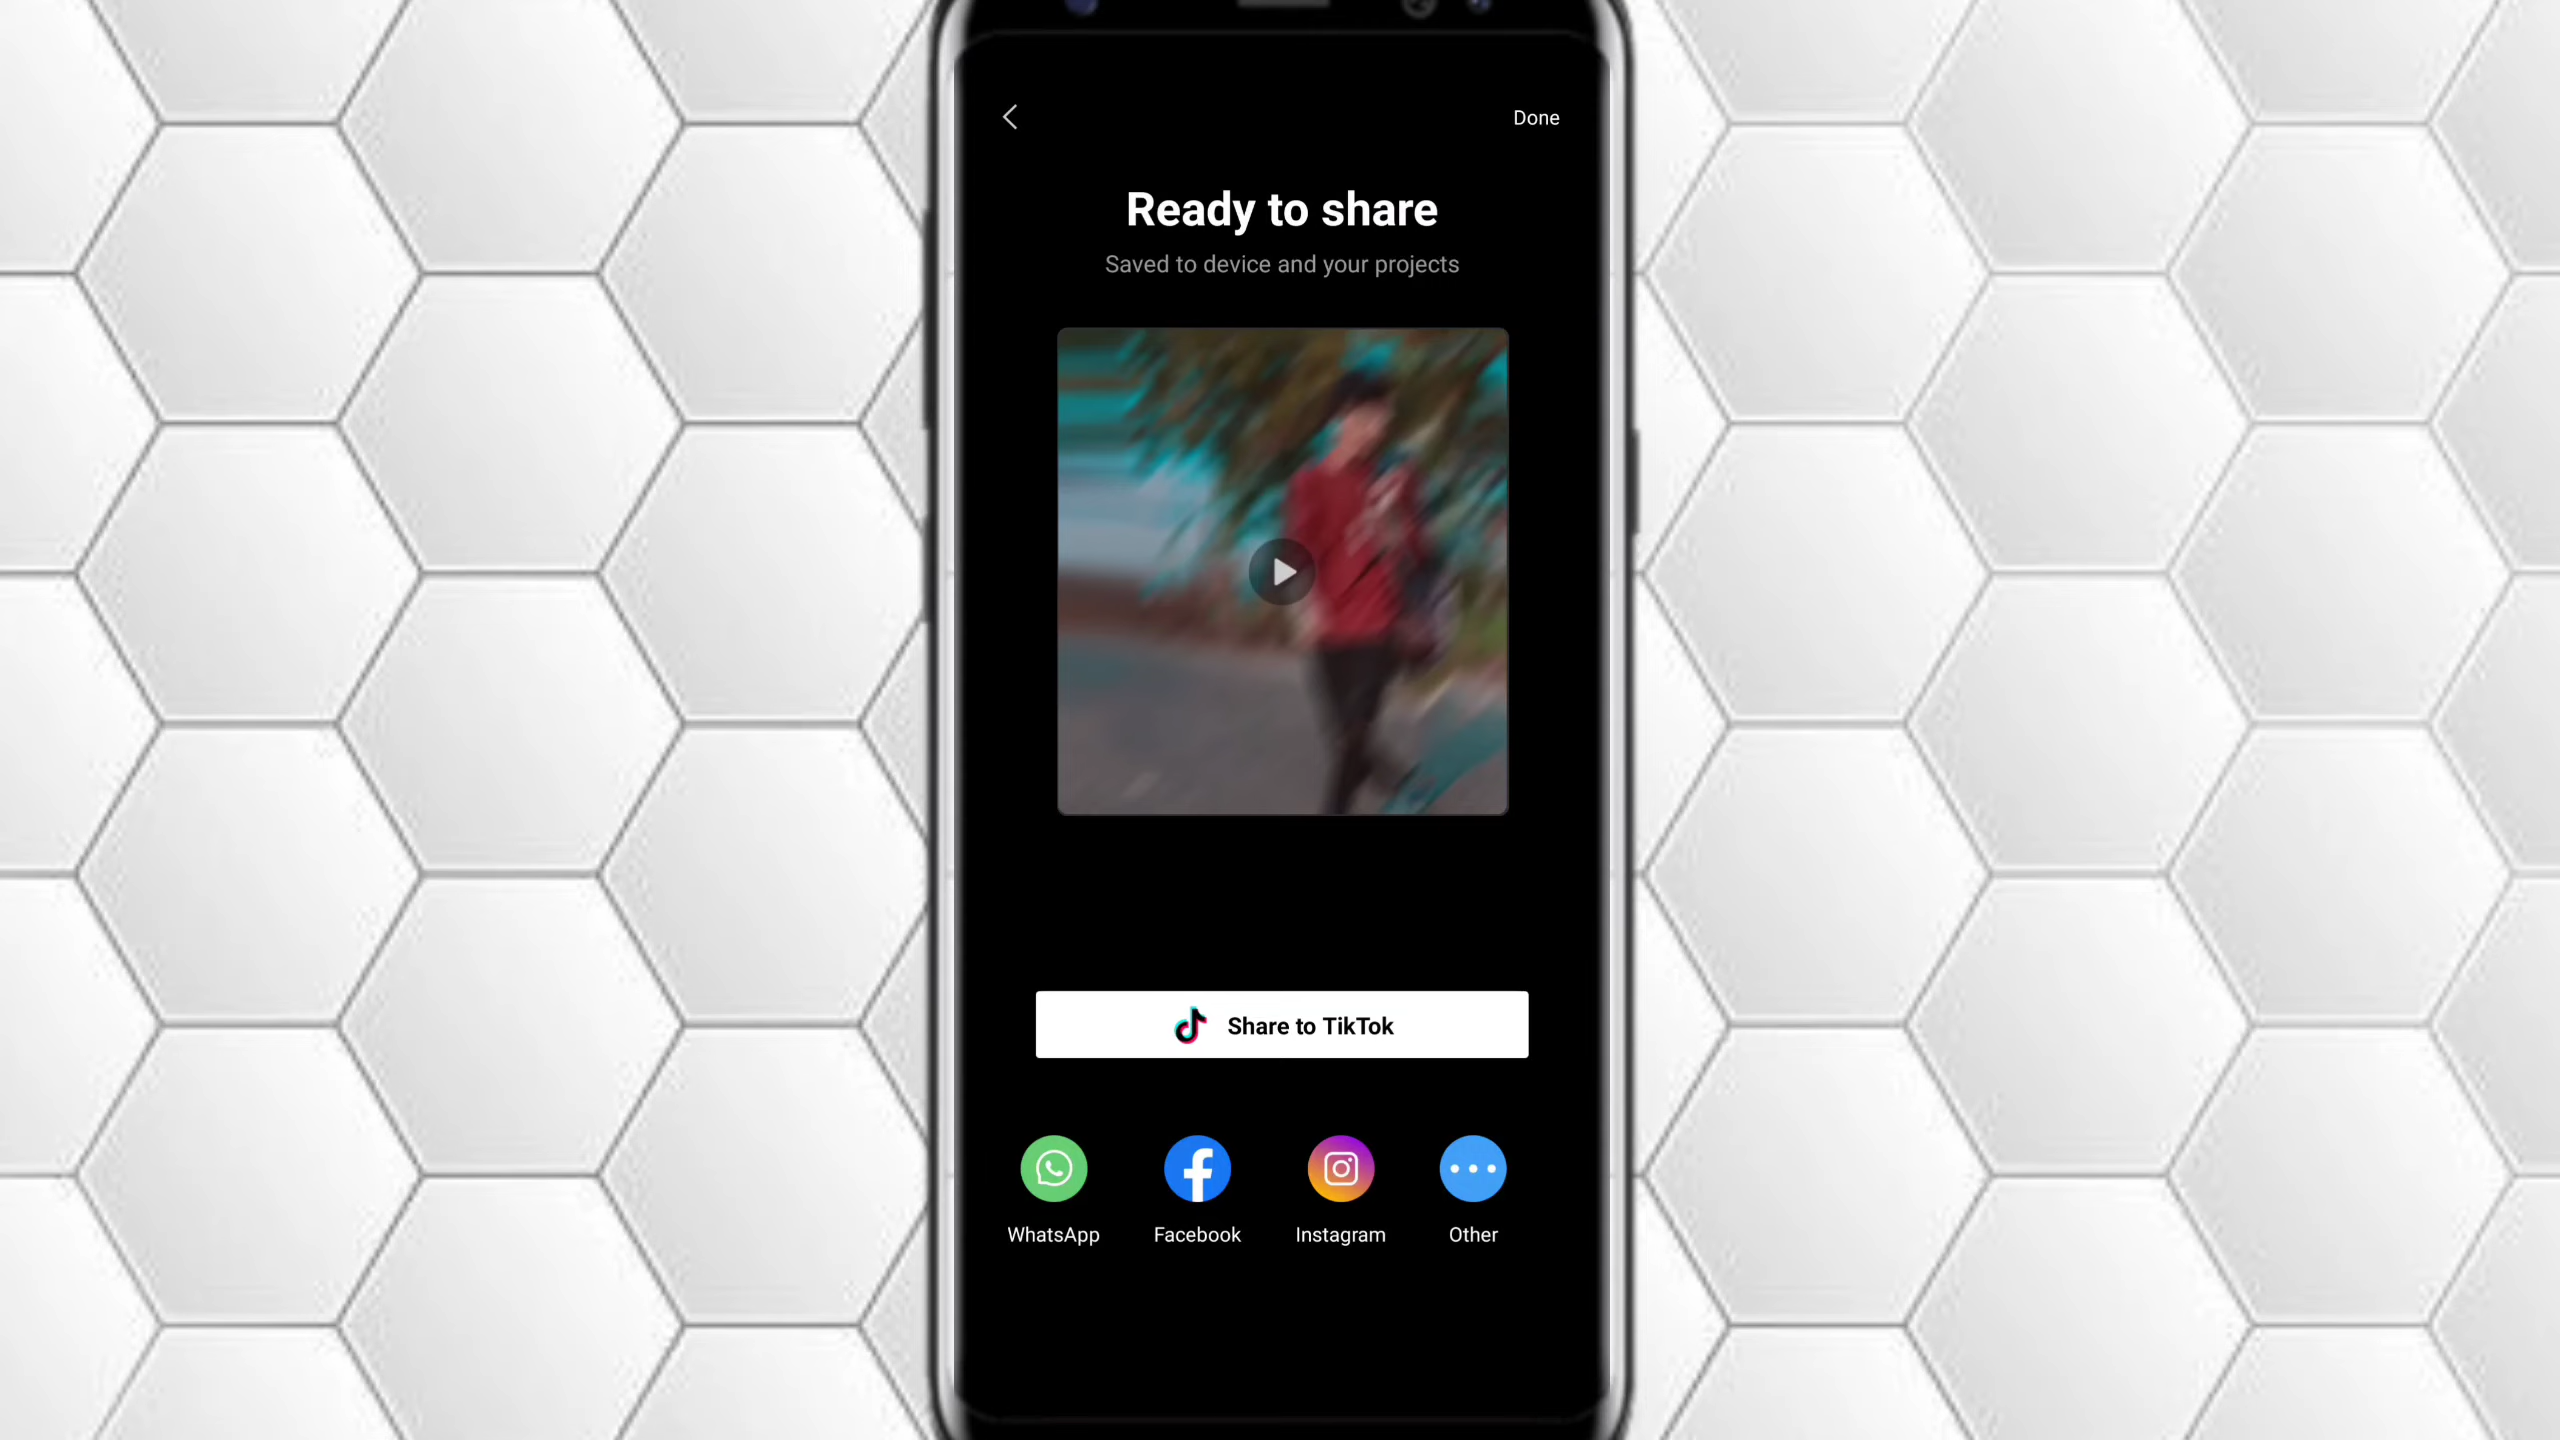 Done
Ready to share
Saved to device and your projects
Share to TikTok
WhatsApp
Facebook
Instagram
Other